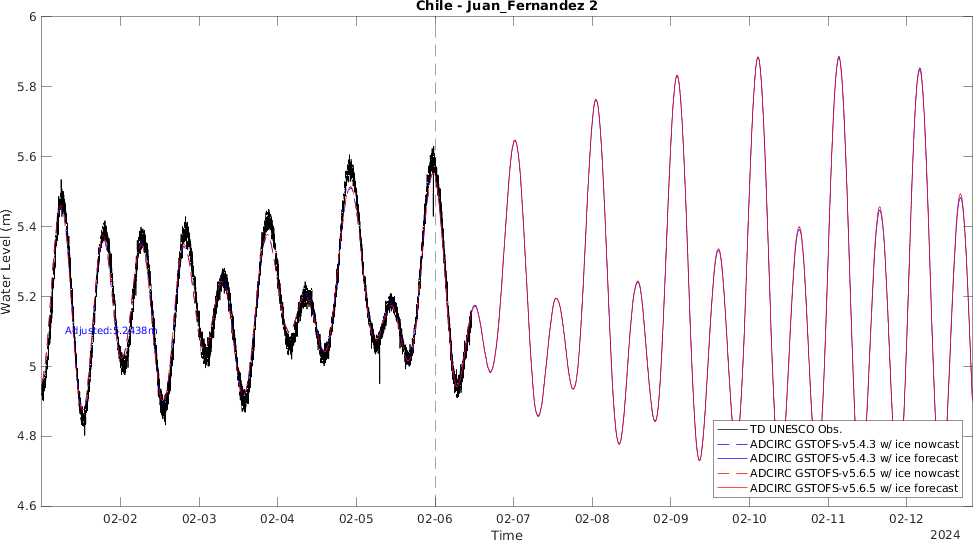 Chile - Juan_Fernandez 2
6
5.8
5.6
5.4
5.2
5
4.8
4.6
Water Level (m)
Adjusted:5.2438m
TD UNESCO Obs.
ADCIRC GSTOFS-v5.4.3 w/ ice nowcast
ADCIRC GSTOFS-v5.4.3 w/ ice forecast
ADCIRC GSTOFS-v5.6.5 w/ ice nowcast
ADCIRC GSTOFS-v5.6.5 w/ ice forecast
02-02 02-03 02-04 02-05 02-06 02-07 02-08 02-09 02-10 02-11 02-12
Time
2024